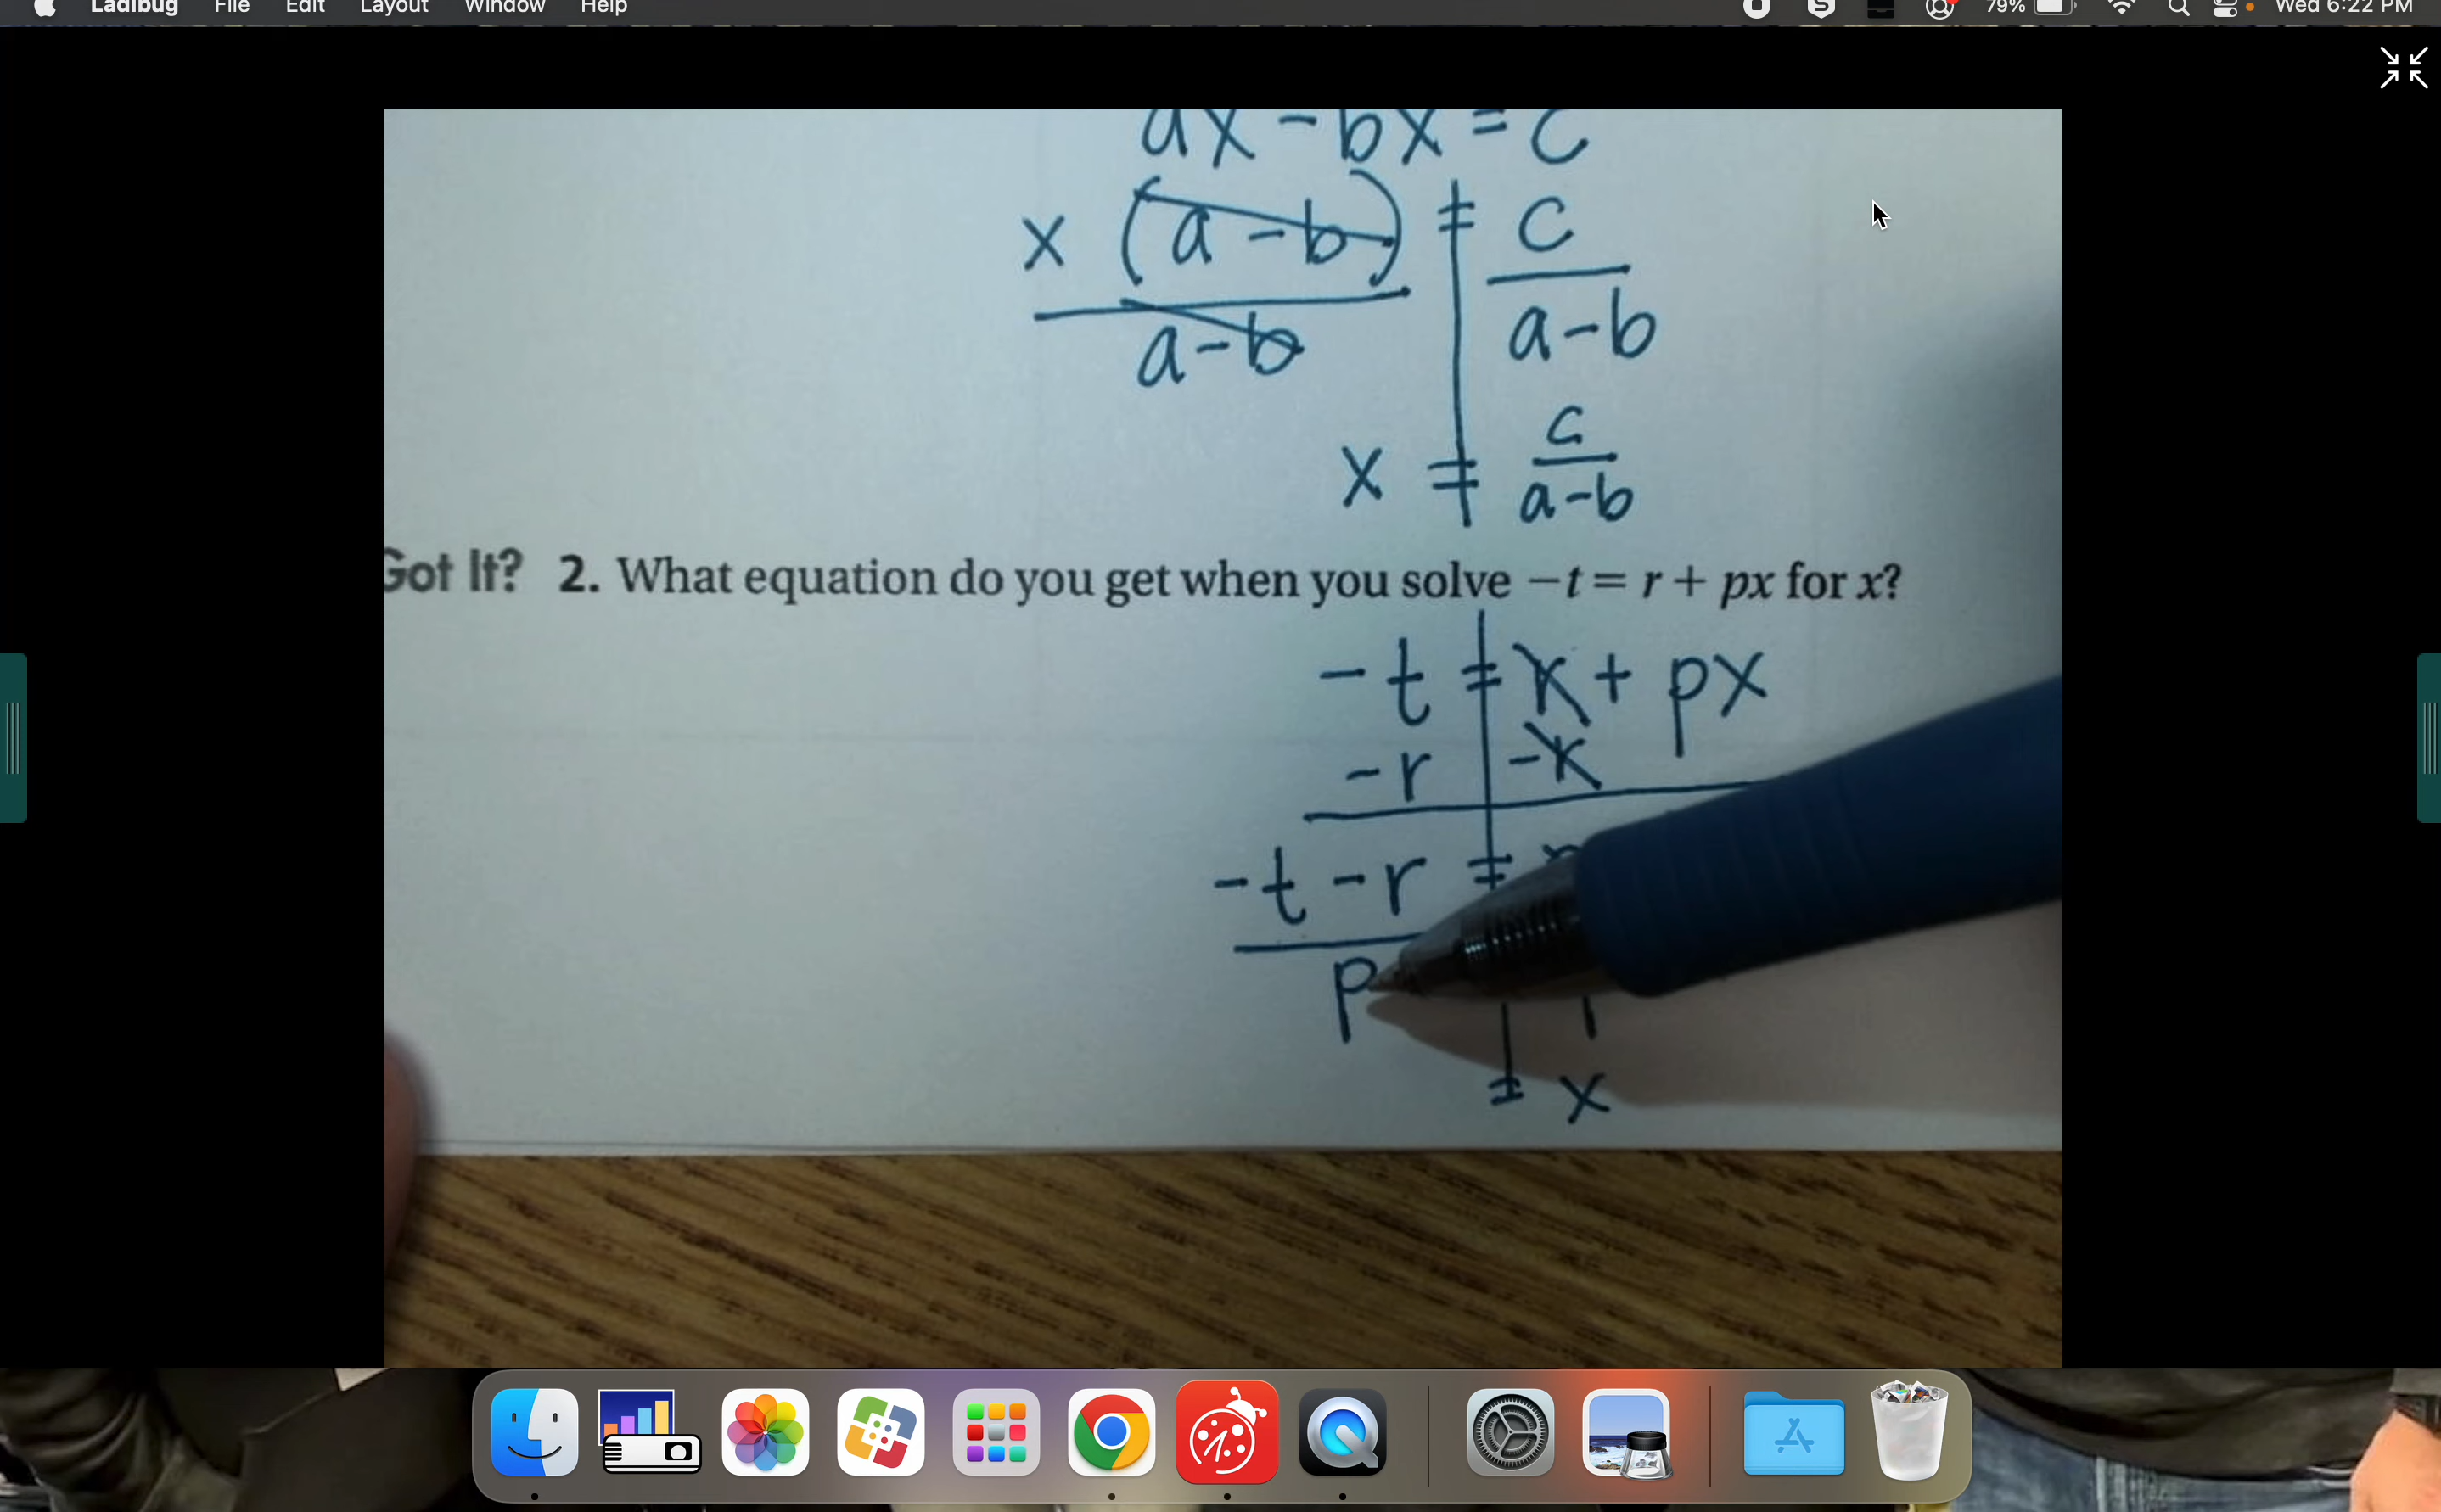 Ladibug File Edit Layout Window Help 79% Wed 6:22 PM
ax - bx = c
x (a - b) = c
a - b a - b
x = c
a - b
Got It? 2. What equation do you get when you solve −t = r + px for x?
- t = r + px
- r - r
- t - r =
p
= x